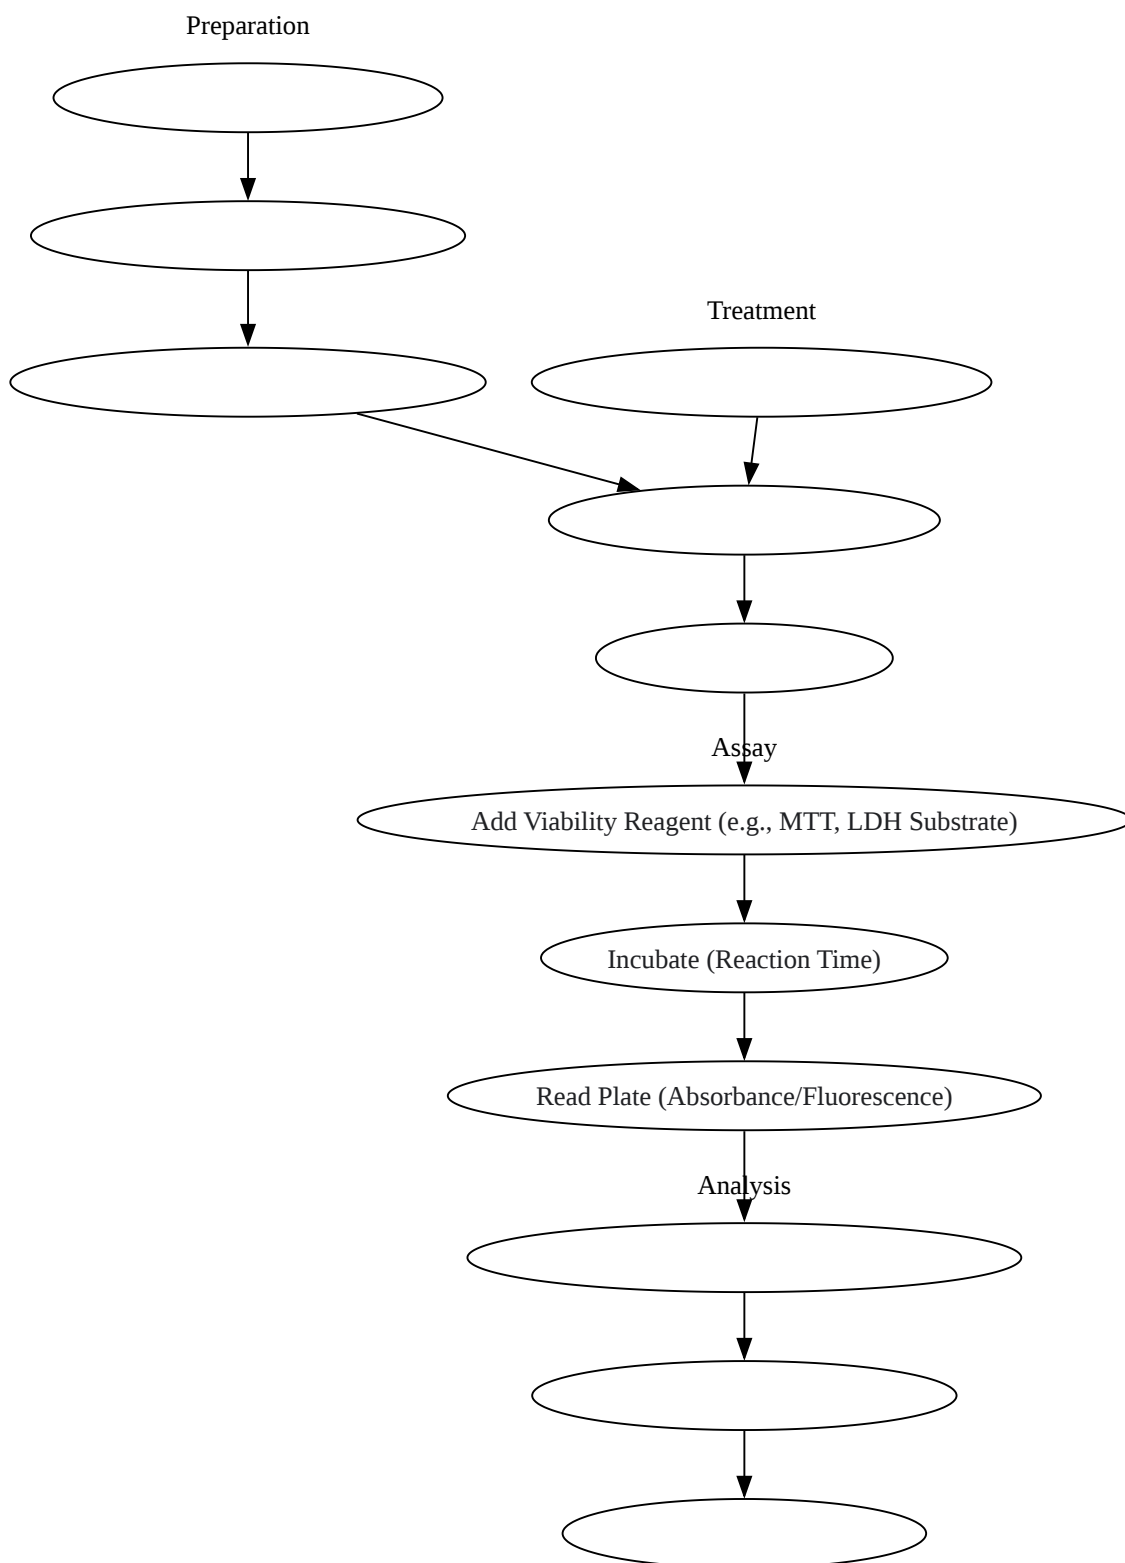 Preparation
Treatment
Assay
Add Viability Reagent (e.g., MTT, LDH Substrate)
Incubate (Reaction Time)
Read Plate (Absorbance/Fluorescence)
Analysis